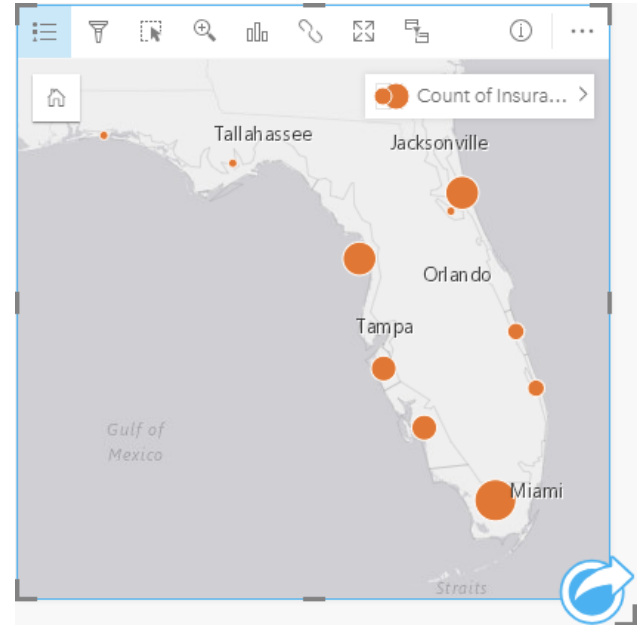 Count of Insura...
Tallahassee
Jacksonville
Orlando
Tampa
Gulf of
Mexico
Miami
Straits